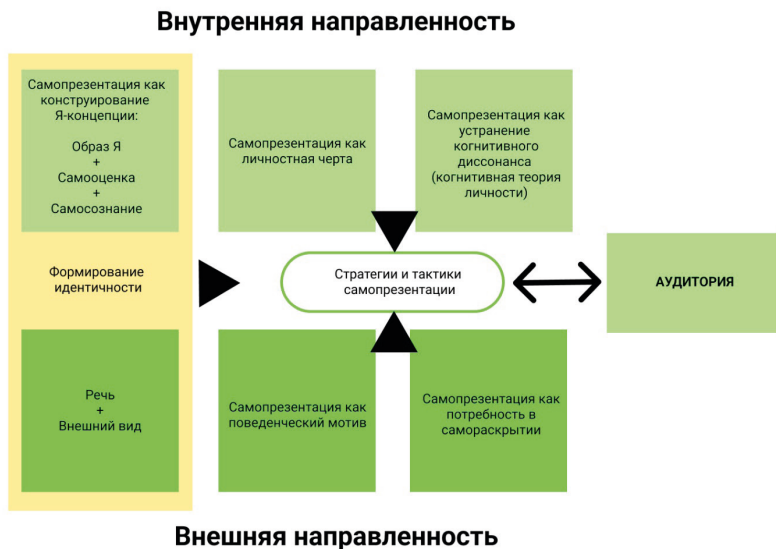 Внутренняя направленность
Самопрезентация как
конструирование
Я-концепции:
Образ Я
+
Самооценка
+
Самосознание
Самопрезентация как
личностная черта
Самопрезентация как
устранение
когнитивного
диссонанса
(когнитивная теория
личности)
Формирование
идентичности
Стратегии и тактики
самопрезентации
АУДИТОРИЯ
Речь
+
Внешний вид
Самопрезентация как
поведенческий мотив
Самопрезентация как
потребность в
самораскрытии
Внешняя направленность